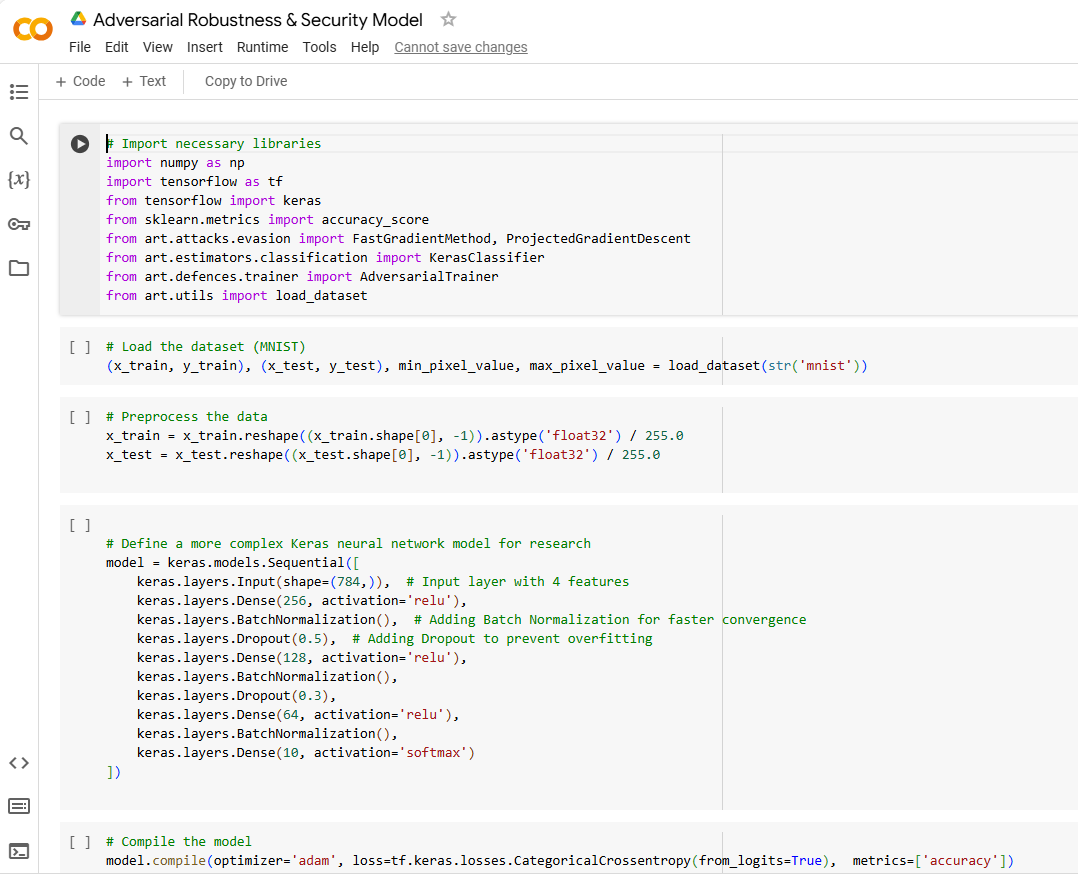 Adversarial Robustness & Security Model
File Edit View Insert Runtime Tools Help Cannot save changes
+ Code + Text Copy to Drive
# Import necessary libraries
import numpy as np
import tensorflow as tf
from tensorflow import keras
from sklearn.metrics import accuracy_score
from art.attacks.evasion import FastGradientMethod, ProjectedGradientDescent
from art.estimators.classification import KerasClassifier
from art.defences.trainer import AdversarialTrainer
from art.utils import load_dataset
[ ] # Load the dataset (MNIST)
(x_train, y_train), (x_test, y_test), min_pixel_value, max_pixel_value = load_dataset(str('mnist'))
[ ] # Preprocess the data
x_train = x_train.reshape((x_train.shape[0], -1)).astype('float32') / 255.0
x_test = x_test.reshape((x_test.shape[0], -1)).astype('float32') / 255.0
[ ]
# Define a more complex Keras neural network model for research
model = keras.models.Sequential([
    keras.layers.Input(shape=(784,)),  # Input layer with 4 features
    keras.layers.Dense(256, activation='relu'),
    keras.layers.BatchNormalization(),  # Adding Batch Normalization for faster convergence
    keras.layers.Dropout(0.5),  # Adding Dropout to prevent overfitting
    keras.layers.Dense(128, activation='relu'),
    keras.layers.BatchNormalization(),
    keras.layers.Dropout(0.3),
    keras.layers.Dense(64, activation='relu'),
    keras.layers.BatchNormalization(),
    keras.layers.Dense(10, activation='softmax')
])
[ ] # Compile the model
model.compile(optimizer='adam', loss=tf.keras.losses.CategoricalCrossentropy(from_logits=True),  metrics=['accuracy'])